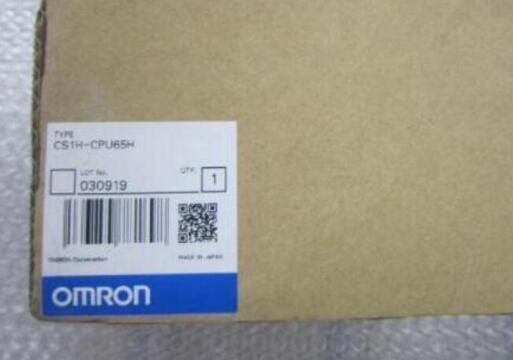 TYPE
CS1H-CPU65H
LOT No. QTY.
030919 1
OMRON Corporation MADE IN JAPAN
OMRON